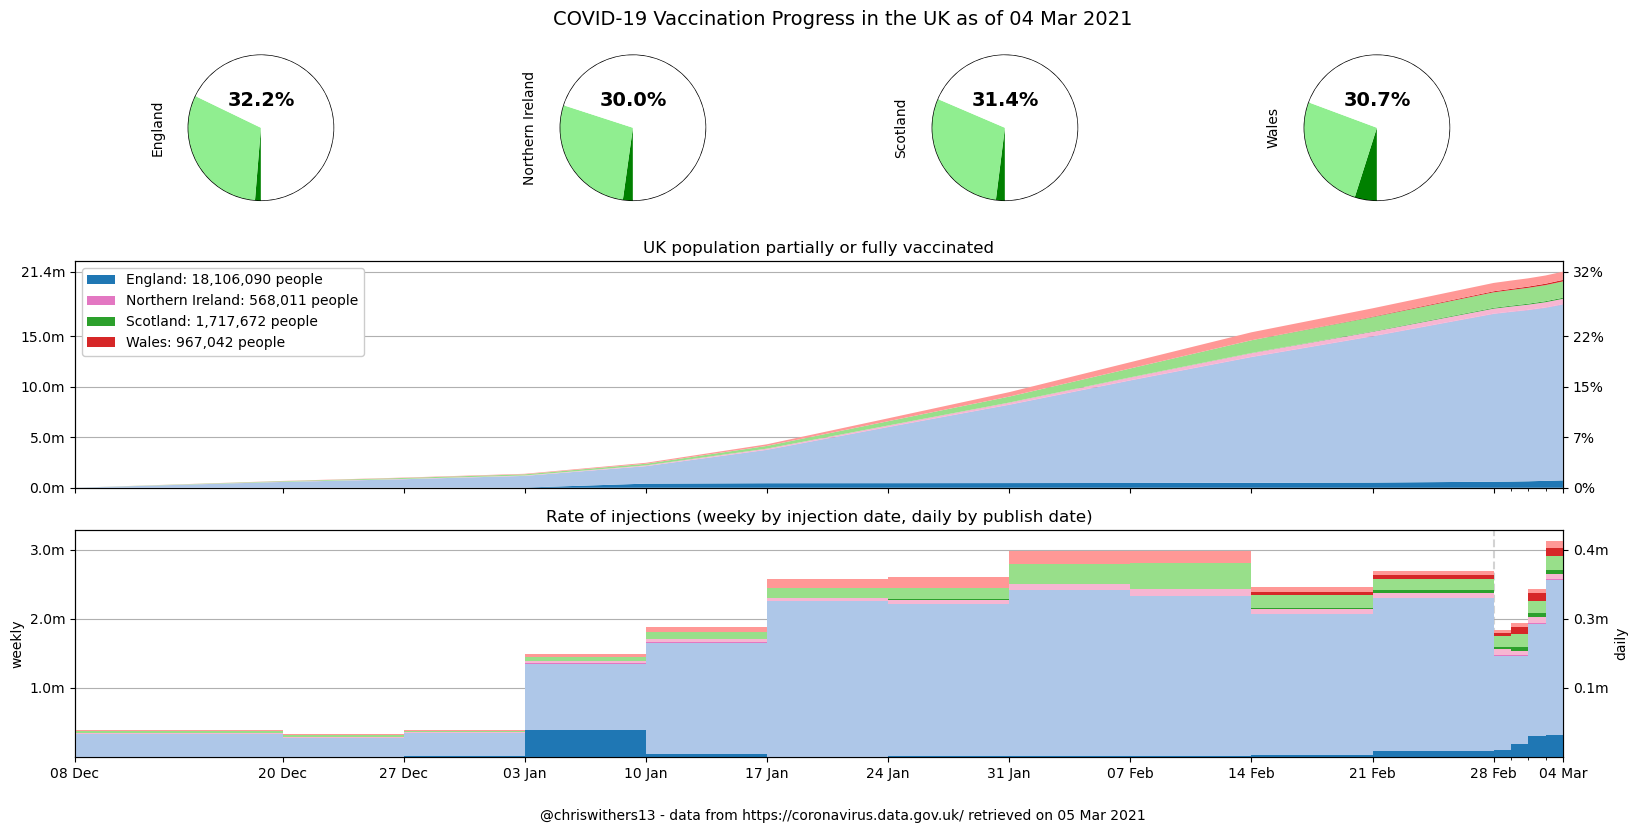 COVID-19 Vaccination Progress in the UK as of 04 Mar 2021
England
32.2%
Northern Ireland
30.0%
Scotland
31.4%
Wales
30.7%
UK population partially or fully vaccinated
21.4m
15.0m
10.0m
5.0m
0.0m
England: 18,106,090 people
Northern Ireland: 568,011 people
Scotland: 1,717,672 people
Wales: 967,042 people
32%
22%
15%
7%
0%
Rate of injections (weeky by injection date, daily by publish date)
weekly
3.0m
2.0m
1.0m
0.4m
0.3m
0.1m
daily
08 Dec 20 Dec 27 Dec 03 Jan 10 Jan 17 Jan 24 Jan 31 Jan 07 Feb 14 Feb 21 Feb 28 Feb 04 Mar
@chriswithers13 - data from https://coronavirus.data.gov.uk/ retrieved on 05 Mar 2021